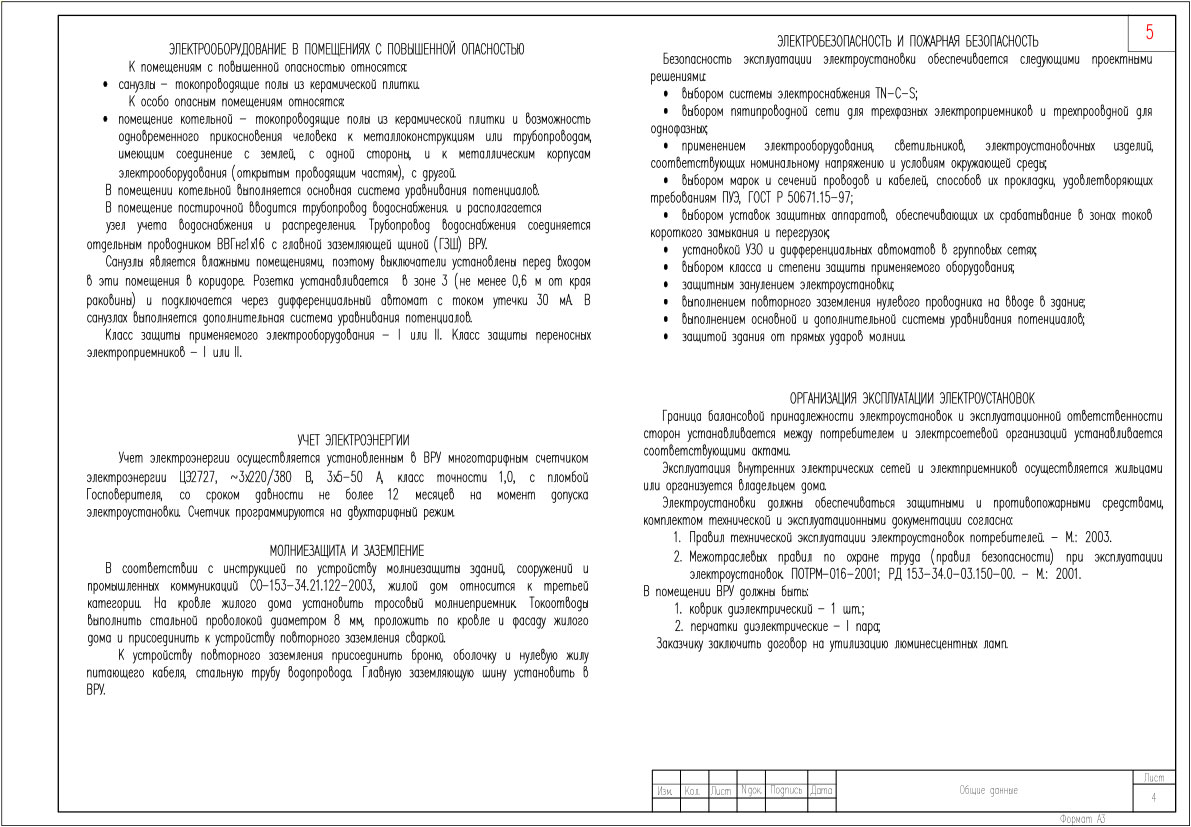 5
ЭЛЕКТРООБОРУДОВАНИЕ В ПОМЕЩЕНИЯХ С ПОВЫШЕННОЙ ОПАСНОСТЬЮ
К помещениям с повышенной опасностью относятся:
• санузлы – токопроводящие полы из керамической плитки.
К особо опасным помещениям относятся:
• помещение котельной – токопроводящие полы из керамической плитки и возможность
одновременного прикосновения человека к металлоконструкциям или трубопроводам,
имеющим соединение с землей, с одной стороны, и к металлическим корпусам
электрооборудования (открытым проводящим частям), с другой.
В помещении котельной выполняется основная система уравнивания потенциалов.
В помещение постирочной вводится трубопровод водоснабжения. и располагается
узел учета водоснабжения и распределения. Трубопровод водоснабжения соединяется
отдельным проводником ВВГнг1х16 с главной заземляющей щиной (ГЗШ) ВРУ.
Санузлы является влажными помещениями, поэтому выключатели установлены перед входом
в эти помещения в коридоре. Розетка устанавливается в зоне 3 (не менее 0,6 м от края
раковины) и подключается через дифференциальный автомат с током утечки 30 мА. В
санузлах выполняется дополнительная система уравнивания потенциалов.
Класс защиты применяемого электрооборудования – I или II. Класс защиты переносных
электроприемников – I или II.
УЧЕТ ЭЛЕКТРОЭНЕРГИИ
Учет электроэнергии осуществляется установленным в ВРУ многотарифным счетчиком
электроэнергии ЦЭ2727, ~3х220/380 В, 3х5-50 А, класс точности 1,0, с пломбой
Госповерителя, со сроком давности не более 12 месяцев на момент допуска
электроустановки. Счетчик программируются на двухтарифный режим.
МОЛНИЕЗАЩИТА И ЗАЗЕМЛЕНИЕ
В соответствии с инструкцией по устройству молниезащиты зданий, сооружений и
промышленных коммуникаций СО-153-34.21.122-2003, жилой дом относится к третьей
категории. На кровле жилого дома установить тросовый молниеприемник. Токоотводы
выполнить стальной проволокой диаметром 8 мм, проложить по кровле и фасаду жилого
дома и присоединить к устройству повторного заземления сваркой.
К устройству повторного заземления присоединить броню, оболочку и нулевую жилу
питающего кабеля, стальную трубу водопровода. Главную заземляющую шину установить в
ВРУ.
ЭЛЕКТРОБЕЗОПАСНОСТЬ И ПОЖАРНАЯ БЕЗОПАСНОСТЬ
Безопасность эксплуатации электроустановки обеспечивается следующими проектными
решениями:
• выбором системы электроснабжения TN-C-S;
• выбором пятипроводной сети для трехфазных электроприемников и трехпроовдной для
однофазных;
• применением электрооборудования, светильников, электроустановочных изделий,
соответствующих номинальному напряжению и условиям окружающей среды;
• выбором марок и сечений проводов и кабелей, способов их прокладки, удовлетворяющих
требованиям ПУЭ, ГОСТ Р 50671.15-97;
• выбором уставок защитных аппаратов, обеспечивающих их срабатывание в зонах токов
короткого замыкания и перегрузок;
• установкой УЗО и дифференциальных автоматов в групповых сетях;
• выбором класса и степени защиты применяемого оборудования;
• защитным занулением электроустановки;
• выполнением повторного заземления нулевого проводника на вводе в здание;
• выполнением основной и дополнительной системы уравнивания потенциалов;
• защитой здания от прямых ударов молнии.
ОРГАНИЗАЦИЯ ЭКСПЛУАТАЦИИ ЭЛЕКТРОУСТАНОВОК
Граница балансовой принадлежности электроустановок и эксплуатационной ответственности
сторон устанавливается между потребителем и электрсоетевой организаций устанавливается
соответствующими актами.
Эксплуатация внутренних электрических сетей и электприемников осуществляется жильцами
или организуется владельцем дома.
Электроустановки должны обеспечиваться защитными и противопожарными средствами,
комплектом технической и эксплуатационными документации согласно:
1. Правил технической эксплуатации электроустановок потребителей. – М.: 2003.
2. Межотраслевых правил по охране труда (правил безопасности) при эксплуатации
электроустановок. ПОТРМ-016-2001; РД 153-34.0-03.150-00. – М.: 2001.
В помещении ВРУ должны быть:
1. коврик диэлектрический – 1 шт.;
2. перчатки диэлектрические – I пара;
Заказчику заключить договор на утилизацию люминесцентных ламп.
Изм. Кол. Лист N док. Подпись Дата
Общие данные
Лист
4
Формат А3